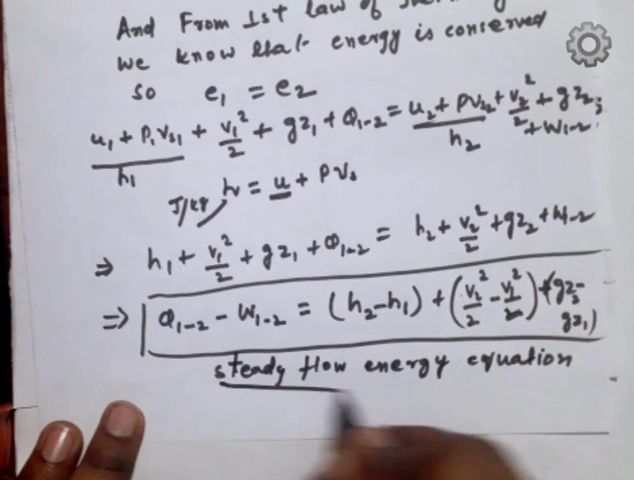 And From 1st law of
we know that energy is conserved
so e₁ = e₂
u₁ + P₁Vs₁ + V₁²/2 + gz₁ + Q₁₋₂ = u₂ + PVs₂ + V₂²/2 + gz₂ + W₁₋₂
h₁ h₂
J/kg h = u + PVs
⇒ h₁ + V₁²/2 + gz₁ + Q₁₋₂ = h₂ + V₂²/2 + gz₂ + W₁₋₂
⇒ Q₁₋₂ - W₁₋₂ = (h₂-h₁) + (V₂²/2 - V₁²/2) + (gz₂-gz₁)
steady flow energy equation